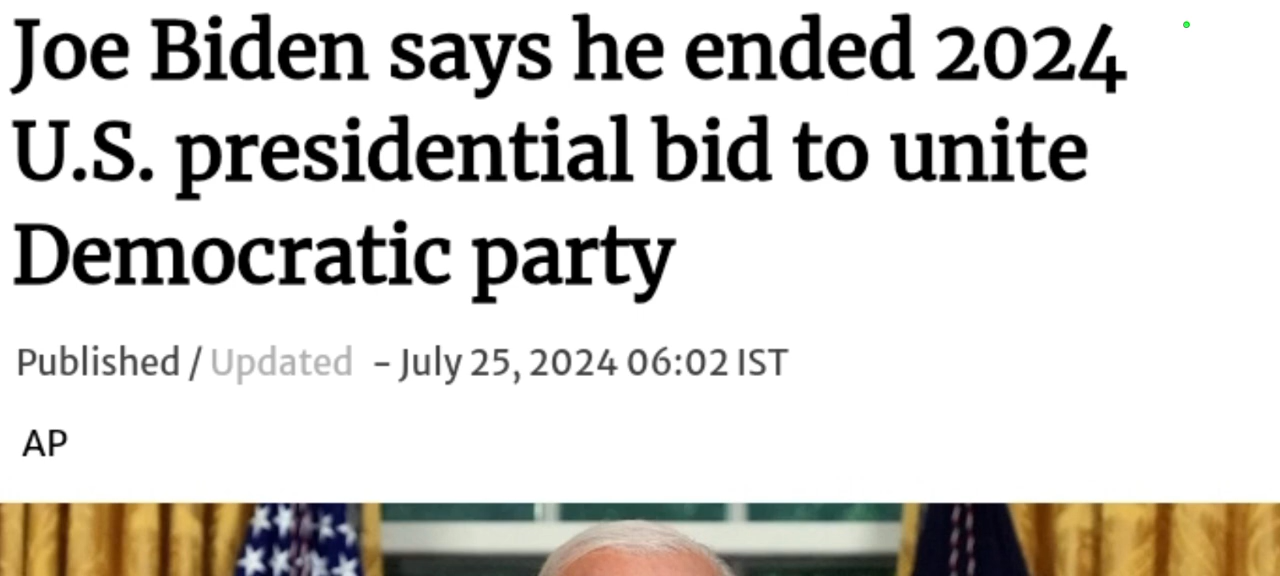 Joe Biden says he ended 2024
U.S. presidential bid to unite
Democratic party
Published / Updated - July 25, 2024 06:02 IST
AP